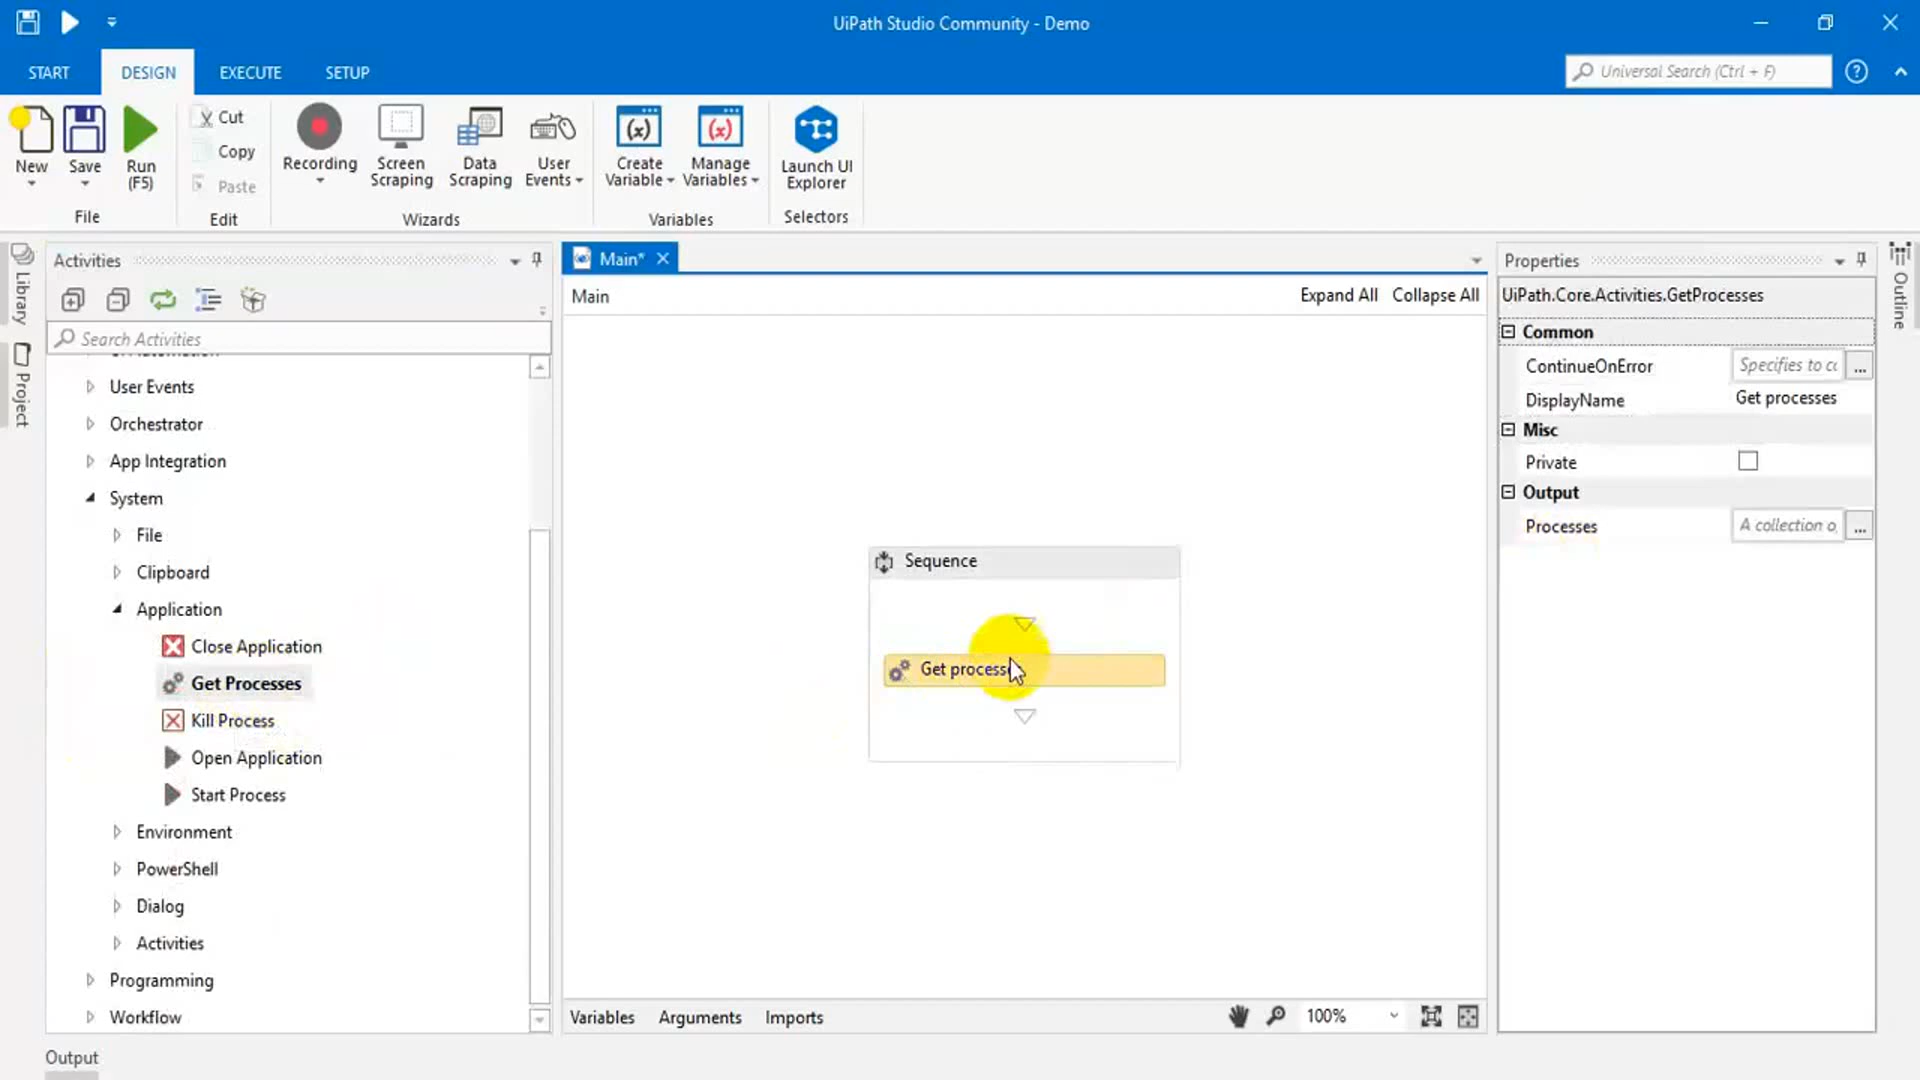 UiPath Studio Community - Demo
START DESIGN EXECUTE SETUP
Universal Search (Ctrl + F)
New
Save
Run
(F5)
File
Cut
Copy
Paste
Edit
Recording
Screen
Scraping
Data
Scraping
User
Events
Wizards
Create
Variable
Manage
Variables
Variables
Launch UI
Explorer
Selectors
Library
Project
Activities
Search Activities
User Events
Orchestrator
App Integration
System
File
Clipboard
Application
Close Application
Get Processes
Kill Process
Open Application
Start Process
Environment
PowerShell
Dialog
Activities
Programming
Workflow
Output
Main*
Main
Expand All Collapse All
Sequence
Get process
Variables Arguments Imports
100%
Properties
UiPath.Core.Activities.GetProcesses
Common
ContinueOnError Specifies to co
DisplayName Get processes
Misc
Private
Output
Processes A collection o
...
...
Outline